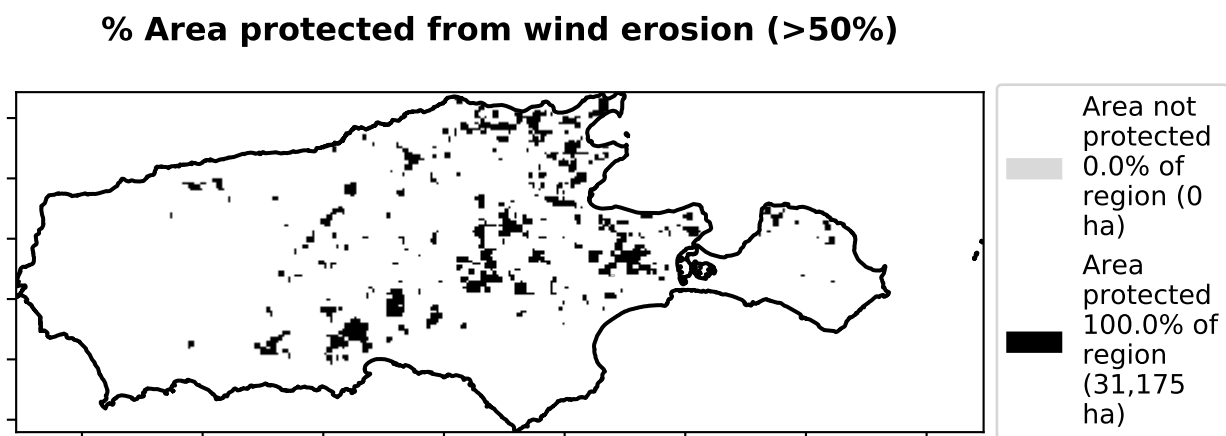 % Area protected from wind erosion (>50%)
Area not
protected
0.0% of
region (0
ha)
Area
protected
100.0% of
region
(31,175
ha)